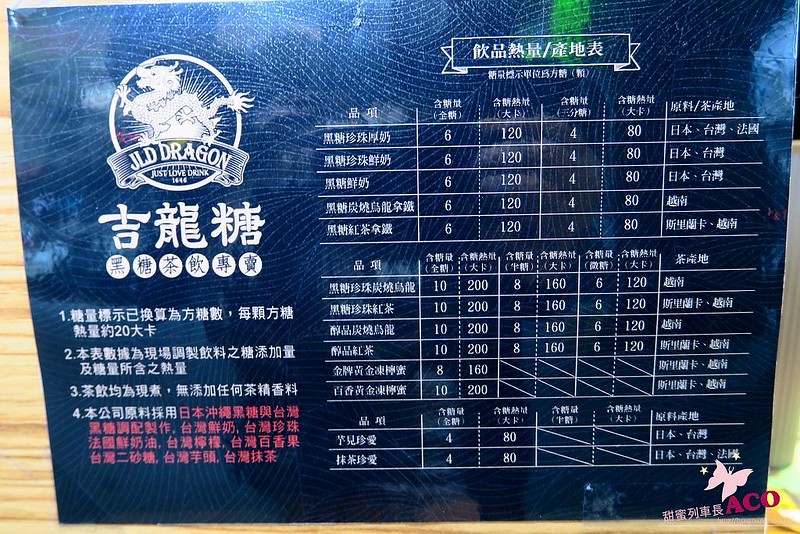 JLD DRAGON
JUST LOVE DRINK
1646
吉龍糖
黑糖茶飲專賣
1.糖量標示已換算為方糖數，每顆方糖
熱量約20大卡
2.本表數據為現場調製飲料之糖添加量
及糖量所含之熱量
3.茶飲均為現煮，無添加任何茶精香料
4.本公司原料採用日本沖繩黑糖與台灣
黑糖調配製作, 台灣鮮奶, 台灣珍珠
法國鮮奶油, 台灣檸檬, 台灣百香果
台灣二砂糖, 台灣芋頭, 台灣抹茶
飲品熱量/產地表
糖量標示單位為方糖（顆）
品項 含糖量（全糖） 含糖熱量（大卡） 含糖量（三分糖） 含糖熱量（大卡） 原料/茶產地
黑糖珍珠厚奶 6 120 4 80 日本、台灣、法國
黑糖珍珠鮮奶 6 120 4 80 日本、台灣
黑糖鮮奶 6 120 4 80 日本、台灣
黑糖炭燒烏龍拿鐵 6 120 4 80 越南
黑糖紅茶拿鐵 6 120 4 80 斯里蘭卡、越南
品項 含糖量（全糖） 含糖熱量（大卡） 含糖量（半糖） 含糖熱量（大卡） 含糖量（微糖） 含糖熱量（大卡） 茶產地
黑糖珍珠炭燒烏龍 10 200 8 160 6 120 越南
黑糖珍珠紅茶 10 200 8 160 6 120 斯里蘭卡、越南
醇品炭燒烏龍 10 200 8 160 6 120 越南
醇品紅茶 10 200 8 160 6 120 斯里蘭卡、越南
金牌黃金凍檸蜜 8 160 斯里蘭卡、越南
百香黃金凍檸蜜 10 200 斯里蘭卡、越南
品項 含糖量（全糖） 含糖熱量（大卡） 含糖量（半糖） 含糖熱量（大卡） 原料產地
芋見珍愛 4 80 日本、台灣
抹茶珍愛 4 80 日本、台灣、法國
甜蜜列車長ACO